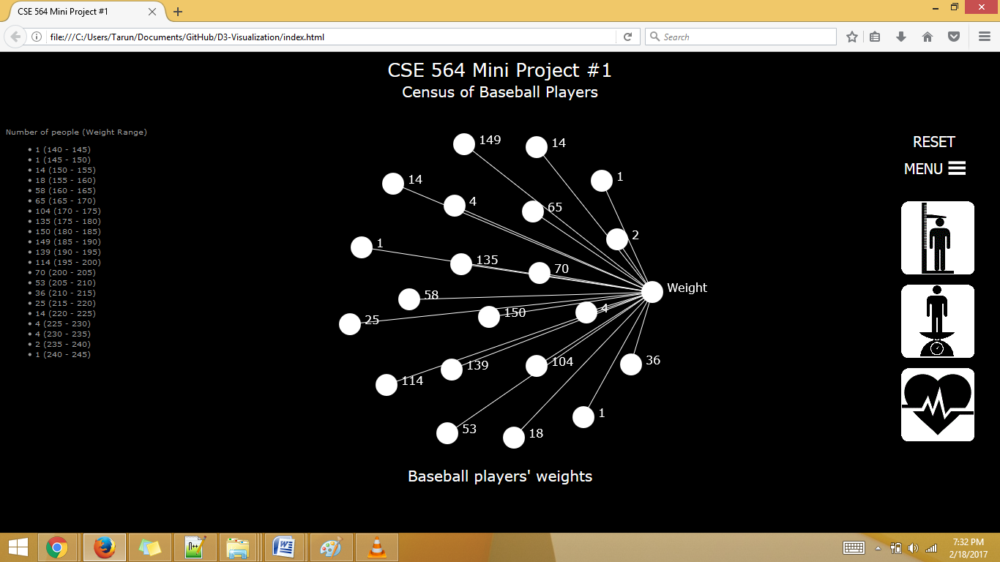 CSE 564 Mini Project #1
file:///C:/Users/Tarun/Documents/GitHub/D3-Visualization/index.html
Search
CSE 564 Mini Project #1
Census of Baseball Players
Number of people (Weight Range)
1 (140 - 145)
1 (145 - 150)
14 (150 - 155)
18 (155 - 160)
58 (160 - 165)
65 (165 - 170)
104 (170 - 175)
135 (175 - 180)
150 (180 - 185)
149 (185 - 190)
139 (190 - 195)
114 (195 - 200)
70 (200 - 205)
53 (205 - 210)
36 (210 - 215)
25 (215 - 220)
14 (220 - 225)
4 (225 - 230)
4 (230 - 235)
2 (235 - 240)
1 (240 - 245)
149
14
1
14
4
65
2
1
135
70
Weight
58
4
150
25
36
104
139
114
1
53
18
Baseball players' weights
RESET
MENU
7:32 PM
2/18/2017